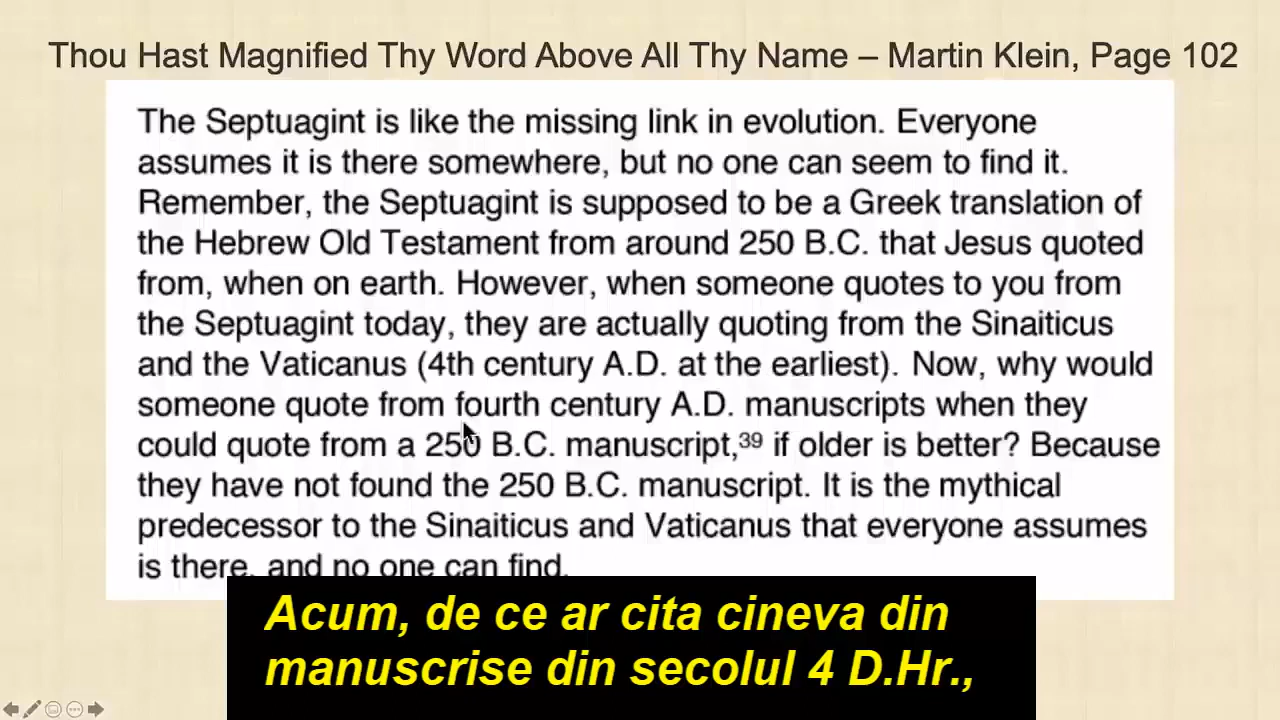 Thou Hast Magnified Thy Word Above All Thy Name – Martin Klein, Page 102
The Septuagint is like the missing link in evolution. Everyone
assumes it is there somewhere, but no one can seem to find it.
Remember, the Septuagint is supposed to be a Greek translation of
the Hebrew Old Testament from around 250 B.C. that Jesus quoted
from, when on earth. However, when someone quotes to you from
the Septuagint today, they are actually quoting from the Sinaiticus
and the Vaticanus (4th century A.D. at the earliest). Now, why would
someone quote from fourth century A.D. manuscripts when they
could quote from a 250 B.C. manuscript,³⁹ if older is better? Because
they have not found the 250 B.C. manuscript. It is the mythical
predecessor to the Sinaiticus and Vaticanus that everyone assumes
is there, and no one can find.
Acum, de ce ar cita cineva din
manuscrise din secolul 4 D.Hr.,